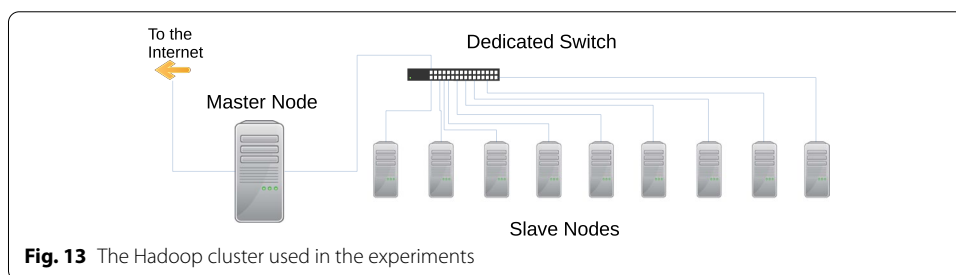 To the
Internet
Dedicated Switch
Master Node
Slave Nodes
Fig. 13 The Hadoop cluster used in the experiments